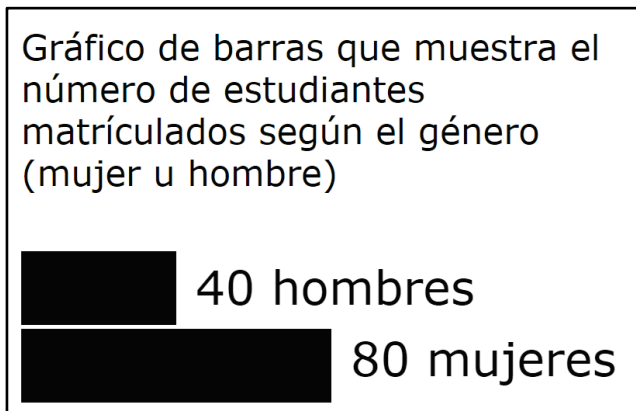 Gráfico de barras que muestra el
número de estudiantes
matrículados según el género
(mujer u hombre)
40 hombres
80 mujeres